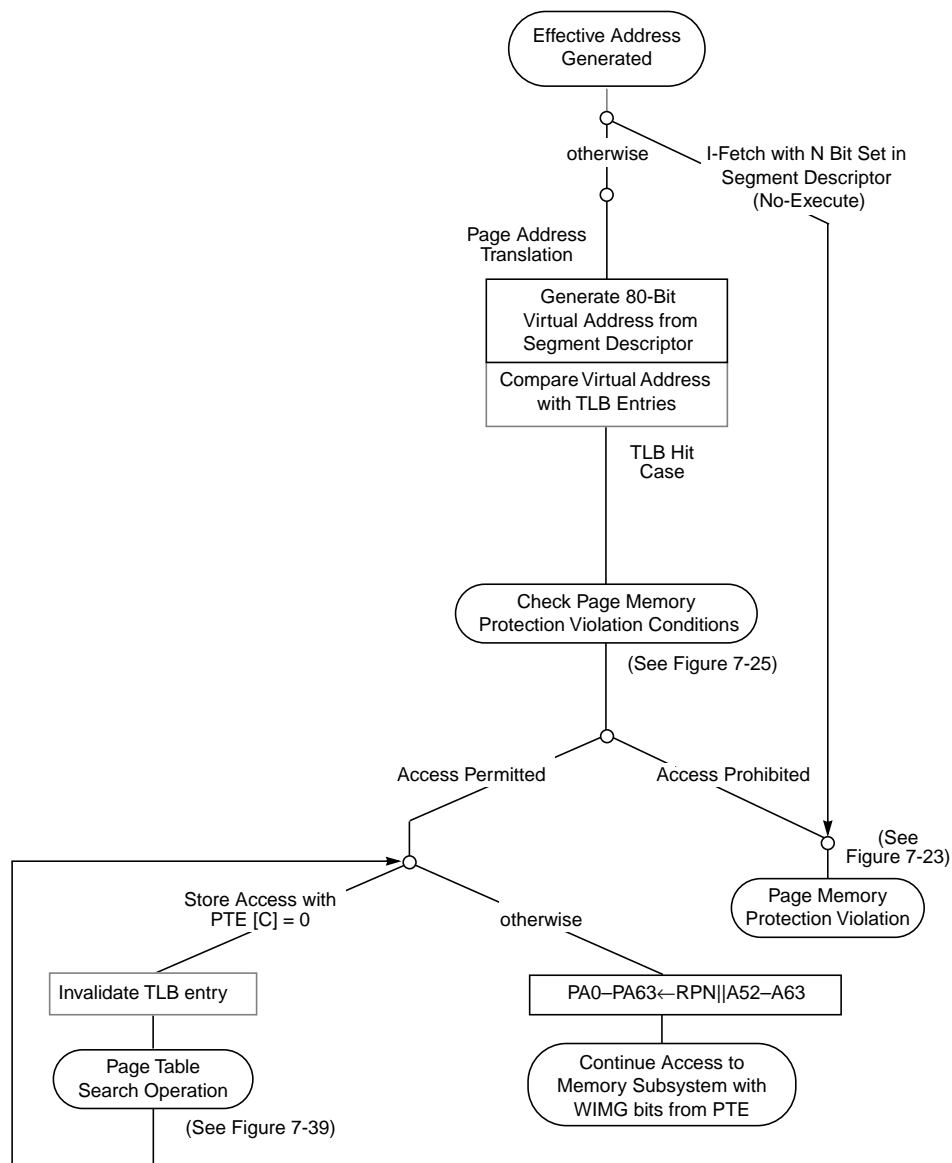 Effective Address
Generated
otherwise
I-Fetch with N Bit Set in
Segment Descriptor
(No-Execute)
Page Address
Translation
Generate 80-Bit
Virtual Address from
Segment Descriptor
Compare Virtual Address
with TLB Entries
TLB Hit
Case
Check Page Memory
Protection Violation Conditions
(See Figure 7-25)
Access Permitted
Access Prohibited
(See
Figure 7-23)
Page Memory
Protection Violation
Store Access with
PTE [C] = 0
otherwise
Invalidate TLB entry
PA0–PA63←RPN||A52–A63
Page Table
Search Operation
(See Figure 7-39)
Continue Access to
Memory Subsystem with
WIMG bits from PTE